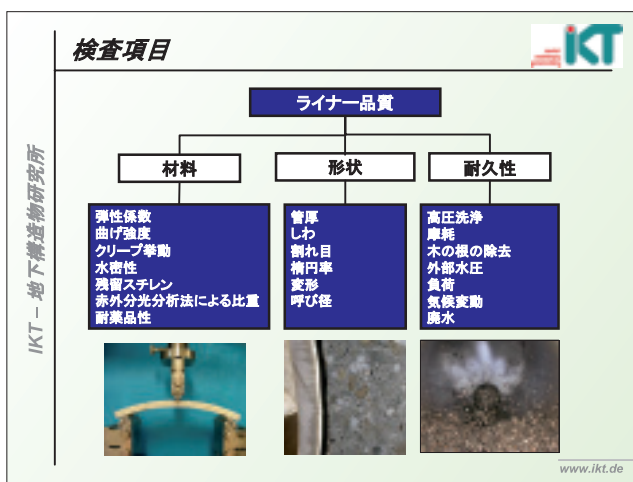 検査項目
iKT
ライナー品質
材料
形状
耐久性
弾性係数
曲げ強度
クリープ挙動
水密性
残留スチレン
赤外分光分析法による比重
耐薬品性
管厚
しわ
割れ目
楕円率
変形
呼び径
高圧洗浄
摩耗
木の根の除去
外部水圧
負荷
気候変動
廃水
IKT – 地下構造物研究所
www.ikt.de